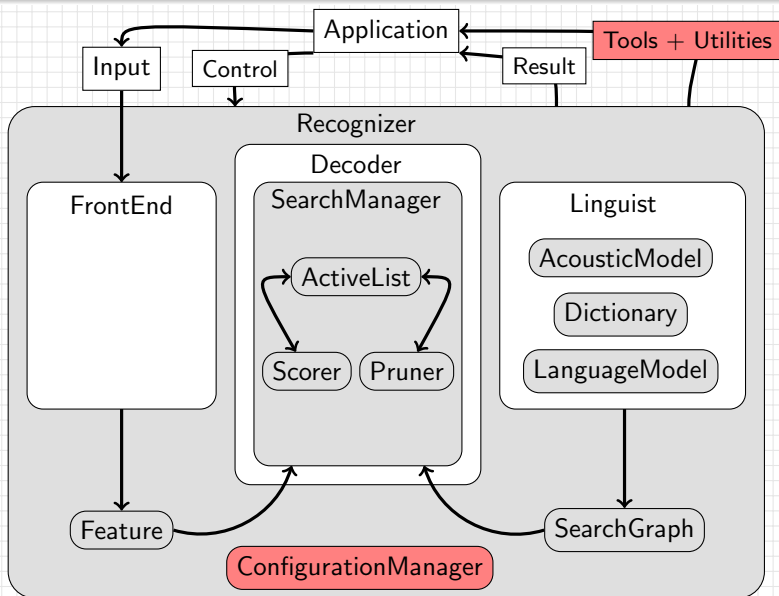 Application
Tools + Utilities
Input
Control
Result
Recognizer
Decoder
FrontEnd
SearchManager
Linguist
ActiveList
AcousticModel
Dictionary
Scorer
Pruner
LanguageModel
Feature
SearchGraph
ConfigurationManager